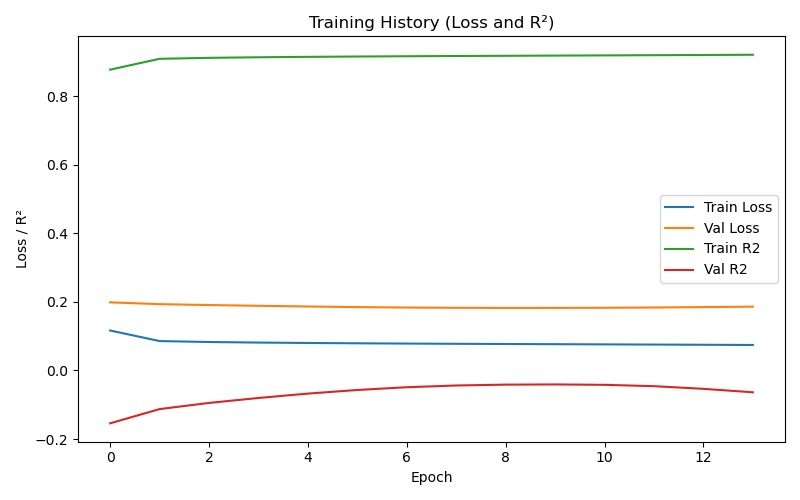 Training History (Loss and R²)
Loss / R²
0.8
0.6
0.4
0.2
0.0
−0.2
Train Loss
Val Loss
Train R2
Val R2
0 2 4 6 8 10 12
Epoch